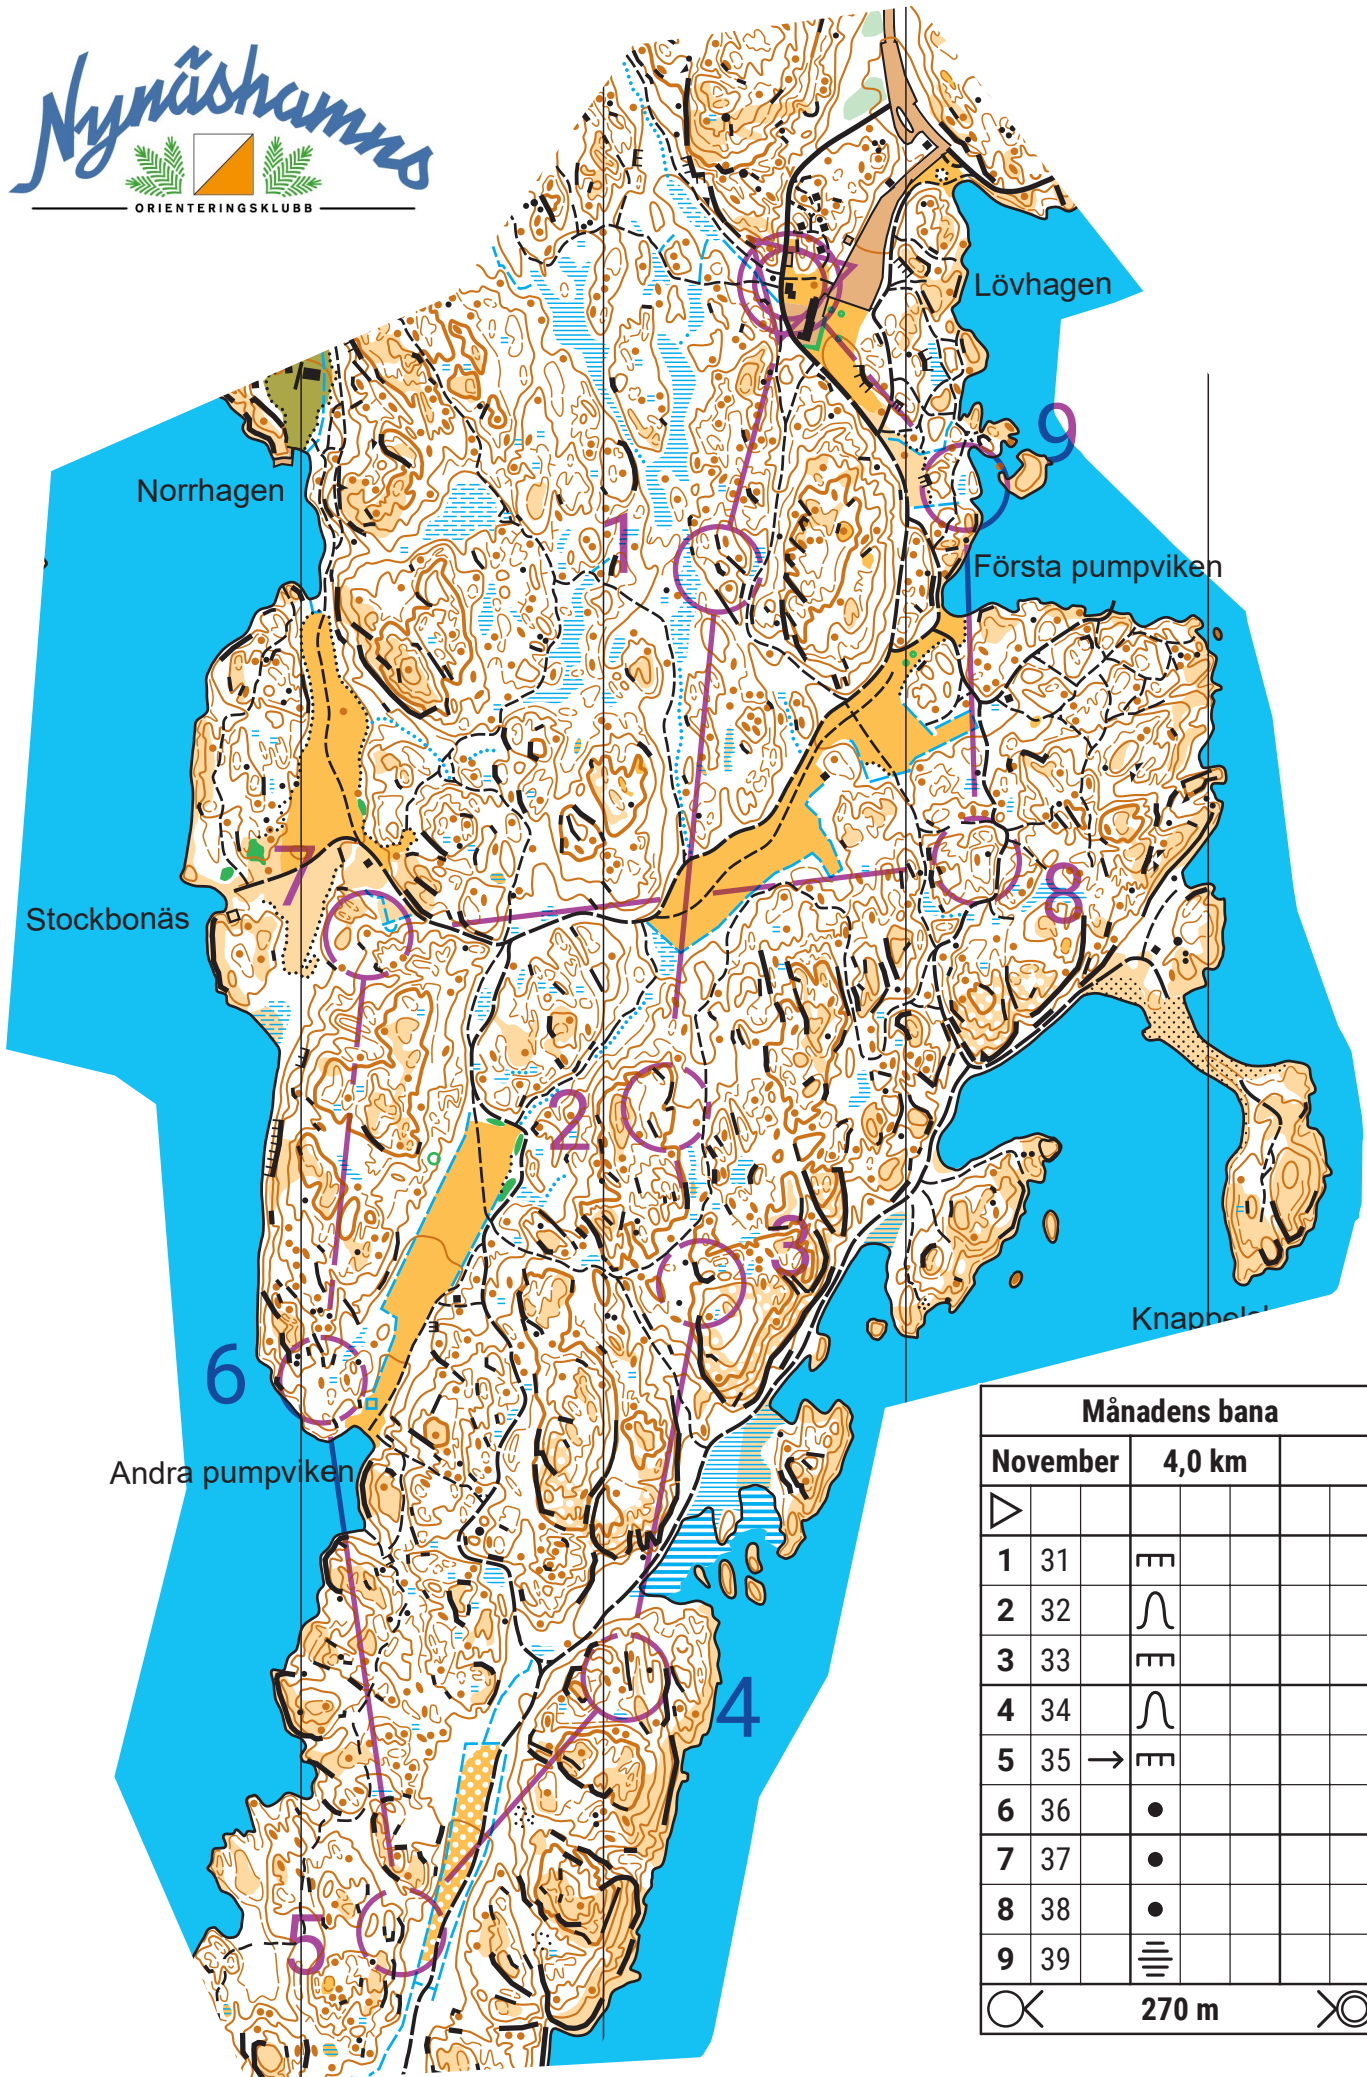 Nynäshamns
ORIENTERINGSKLUBB
Lövhagen
9
Norrhagen
1
Första pumpviken
7
8
Stockbonäs
2
3
6
Andra pumpviken
4
5
Månadens bana
November 4,0 km
1 31
2 32
3 33
4 34
5 35
6 36
7 37
8 38
9 39
270 m